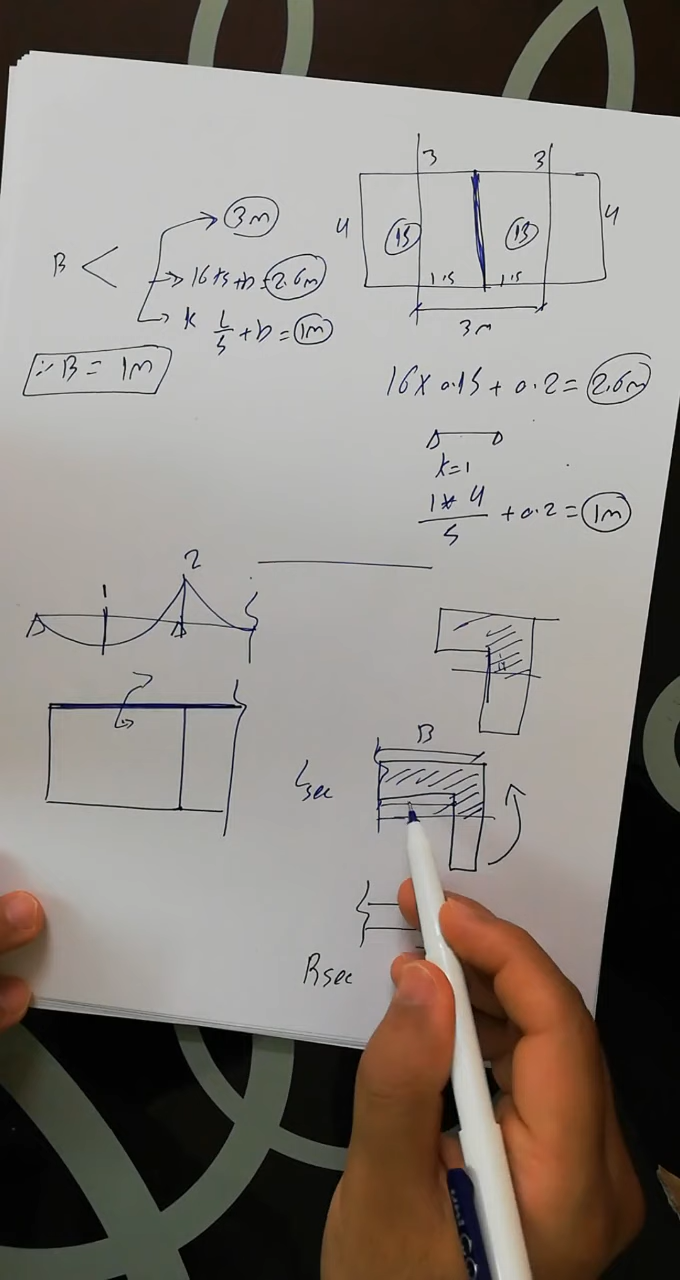 3m
B < 16ts + b = 2.6m
K L/5 + b = 1m
∵ B = 1m
3 3
4 15 15 4
1.5 1.5
3m
16 x 0.15 + 0.2 = 2.6m
K=1
1 * 4 / 5 + 0.2 = 1m
1 2
B
Lsec
Rsec